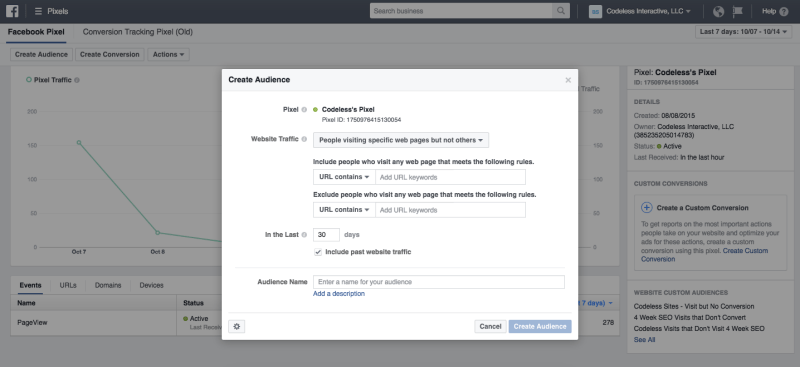 Pixels
Search business
Codeless Interactive, LLC
Help
Facebook Pixel
Conversion Tracking Pixel (Old)
Last 7 days: 10/07 - 10/14
Create Audience
Create Conversion
Actions
Pixel Traffic
200
150
100
50
0
Oct 7
Oct 8
Traffic
200
150
100
50
0
Create Audience
Pixel
Codeless's Pixel
Pixel ID: 1750976415130054
Website Traffic
People visiting specific web pages but not others
Include people who visit any web page that meets the following rules.
URL contains
Add URL keywords
Exclude people who visit any web page that meets the following rules.
URL contains
Add URL keywords
In the Last
30
days
Include past website traffic
Audience Name
Enter a name for your audience
Add a description
Cancel
Create Audience
Pixel: Codeless's Pixel
ID: 1750976415130054
DETAILS
Created: 08/08/2015
Owner: Codeless Interactive, LLC
(385235205014783)
Status: Active
Last Received: In the last hour
CUSTOM CONVERSIONS
Create a Custom Conversion
To get reports on the most important actions
people take on your website and optimize your
ads for these actions, create a custom
conversion using this pixel. Create Custom
Conversion
WEBSITE CUSTOM AUDIENCES
Codeless Sites - Visit but No Conversion
4 Week SEO Visits that Don't Convert
Codeless Visits that Don't Visit 4 Week SEO
See All
Events
URLs
Domains
Devices
Name
Status
7 days)
PageView
Active
Last Recei
278